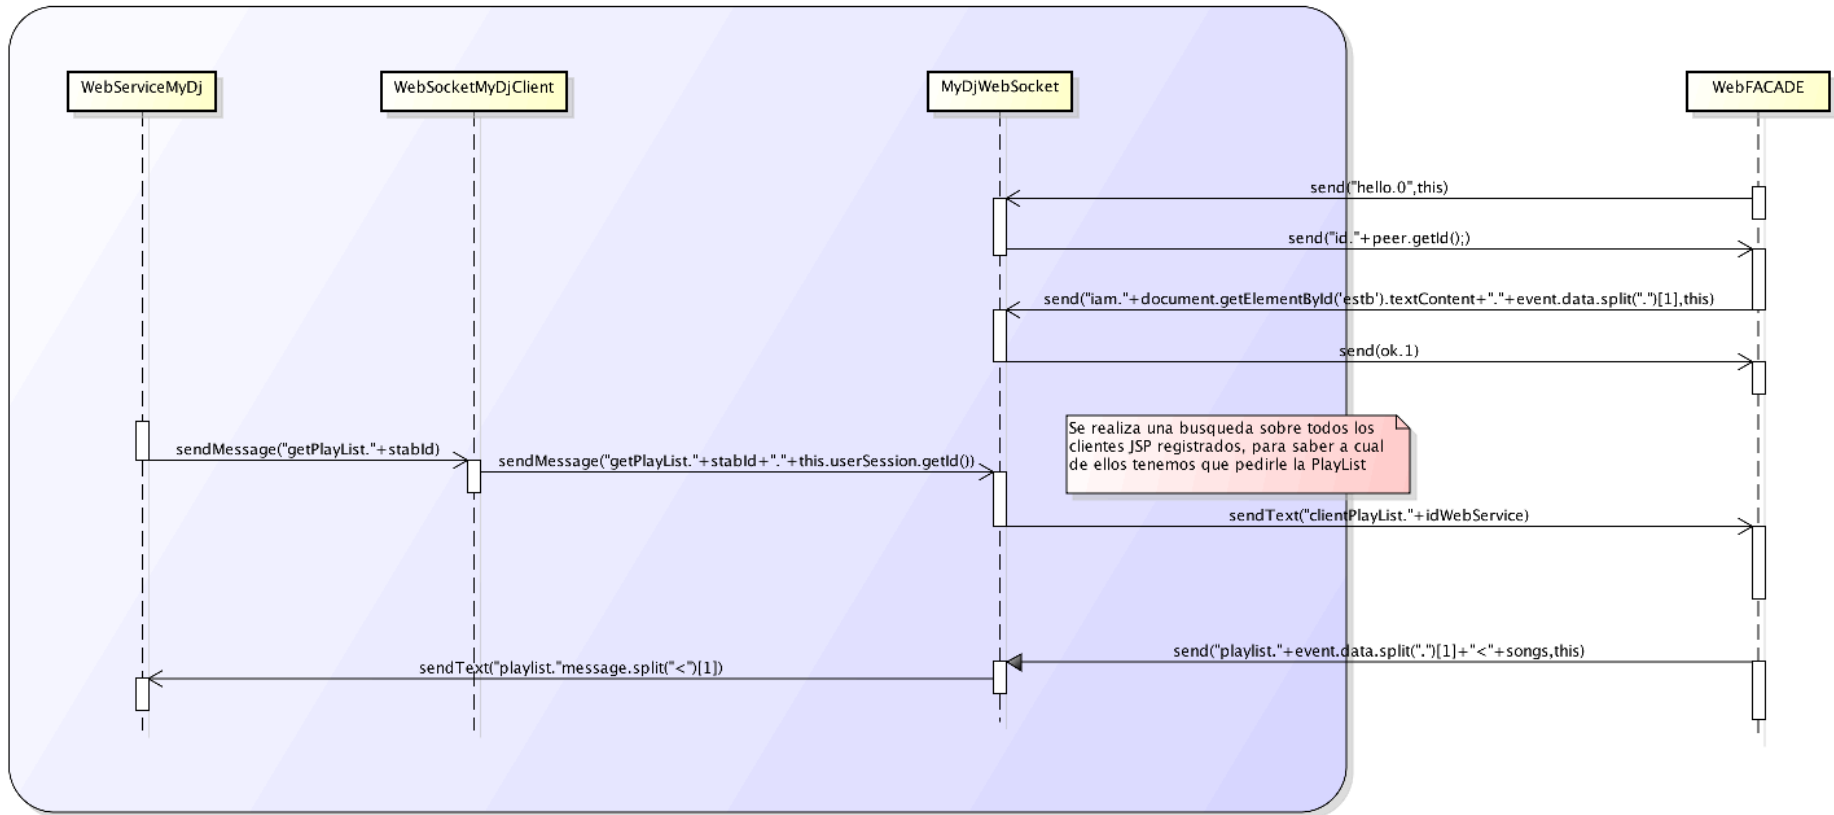 WebServiceMyDj
WebSocketMyDjClient
MyDjWebSocket
WebFACADE
send("hello.0",this)
send("id."+peer.getId();)
send("iam."+document.getElementById('estb').textContent+"."+event.data.split(".")[1],this)
send(ok.1)
Se realiza una busqueda sobre todos los
clientes JSP registrados, para saber a cual
de ellos tenemos que pedirle la PlayList
sendMessage("getPlayList."+stabId)
sendMessage("getPlayList."+stabId+"."+this.userSession.getId())
sendText("clientPlayList."+idWebService)
send("playlist."+event.data.split(".")[1]+"<"+songs,this)
sendText("playlist."message.split("<")[1])